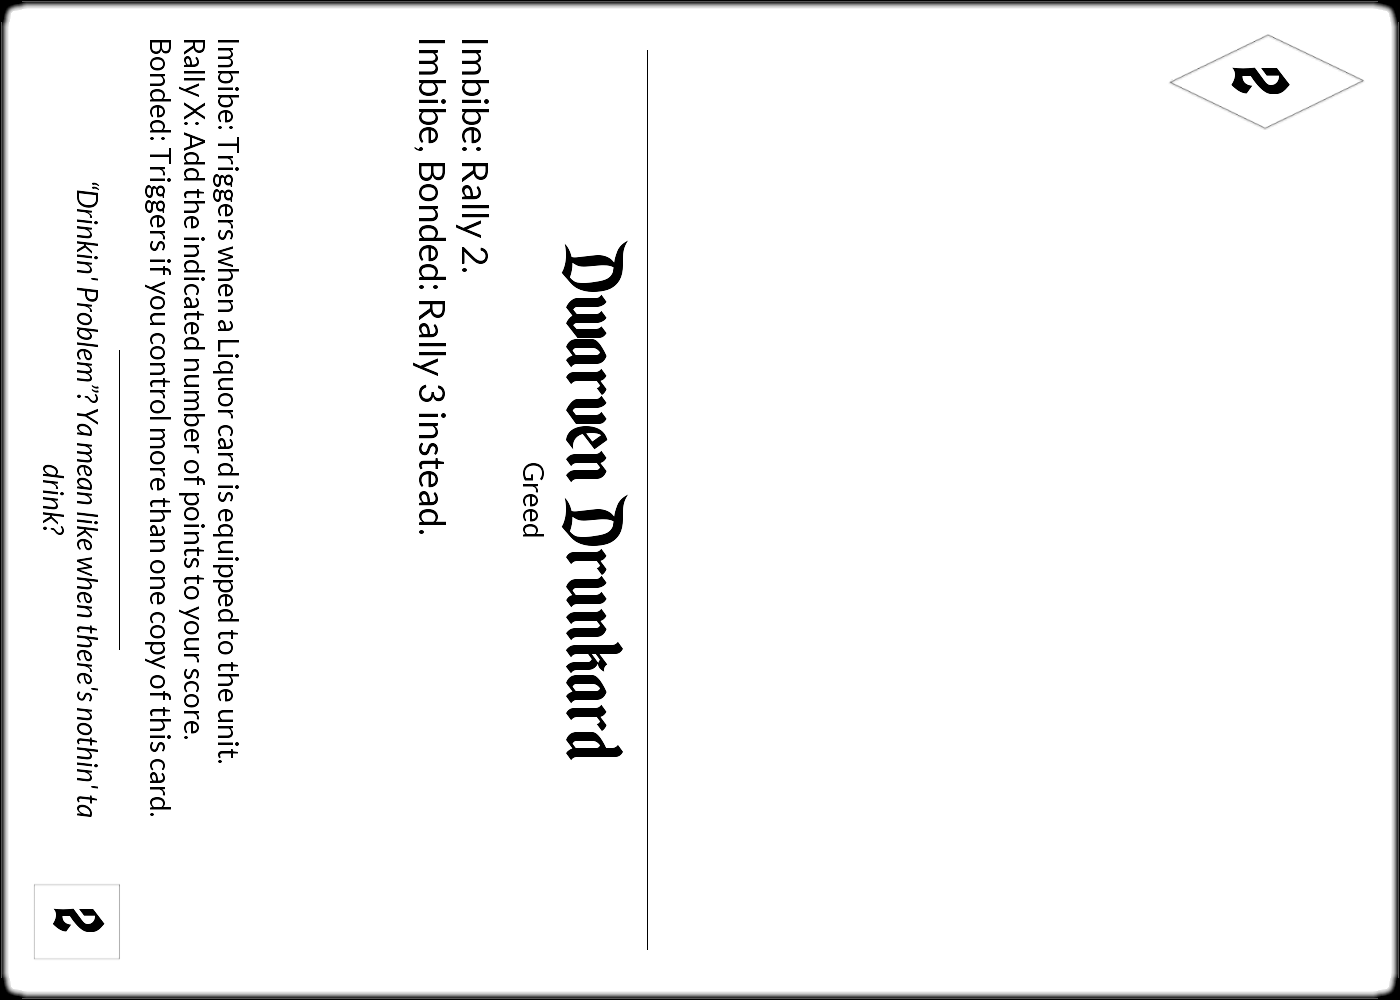 2
Dwarven Drunkard
Greed
Imbibe: Rally 2.
Imbibe, Bonded: Rally 3 instead.
Imbibe: Triggers when a Liquor card is equipped to the unit.
Rally X: Add the indicated number of points to your score.
Bonded: Triggers if you control more than one copy of this card.
“Drinkin' Problem”? Ya mean like when there's nothin' ta
drink?
2